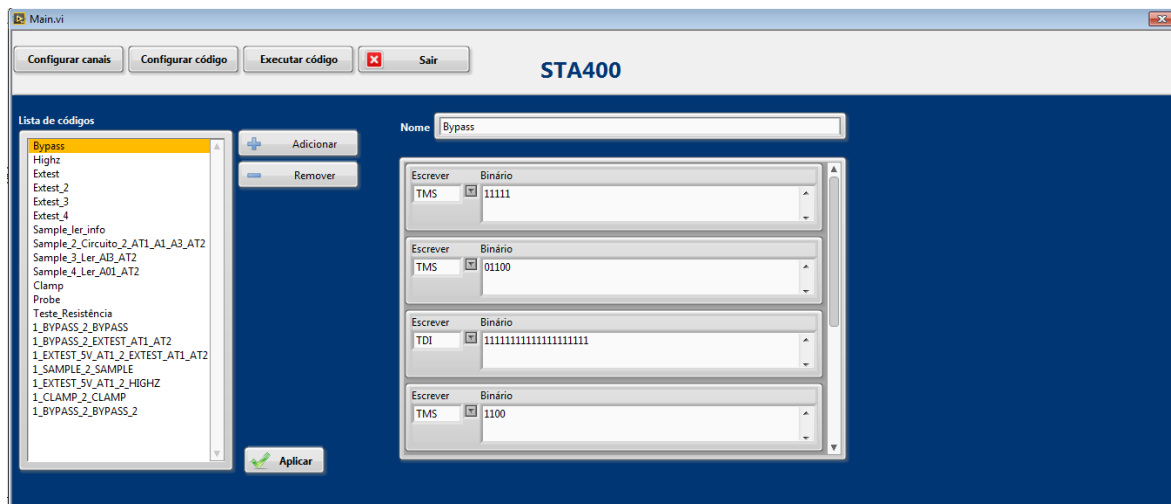 Main.vi
Configurar canais
Configurar código
Executar código
Sair
STA400
Lista de códigos
Bypass
Highz
Extest
Extest_2
Extest_3
Extest_4
Sample_ler_info
Sample_2_Circuito_2_AT1_A1_A3_AT2
Sample_3_Ler_AI3_AT2
Sample_4_Ler_A01_AT2
Clamp
Probe
Teste_Resistência
1_BYPASS_2_BYPASS
1_BYPASS_2_EXTEST_AT1_AT2
1_EXTEST_5V_AT1_2_EXTEST_AT1_AT2
1_SAMPLE_2_SAMPLE
1_EXTEST_5V_AT1_2_HIGHZ
1_CLAMP_2_CLAMP
1_BYPASS_2_BYPASS_2
Adicionar
Remover
Aplicar
Nome Bypass
Escrever Binário
TMS 11111
Escrever Binário
TMS 01100
Escrever Binário
TDI 11111111111111111111
Escrever Binário
TMS 1100